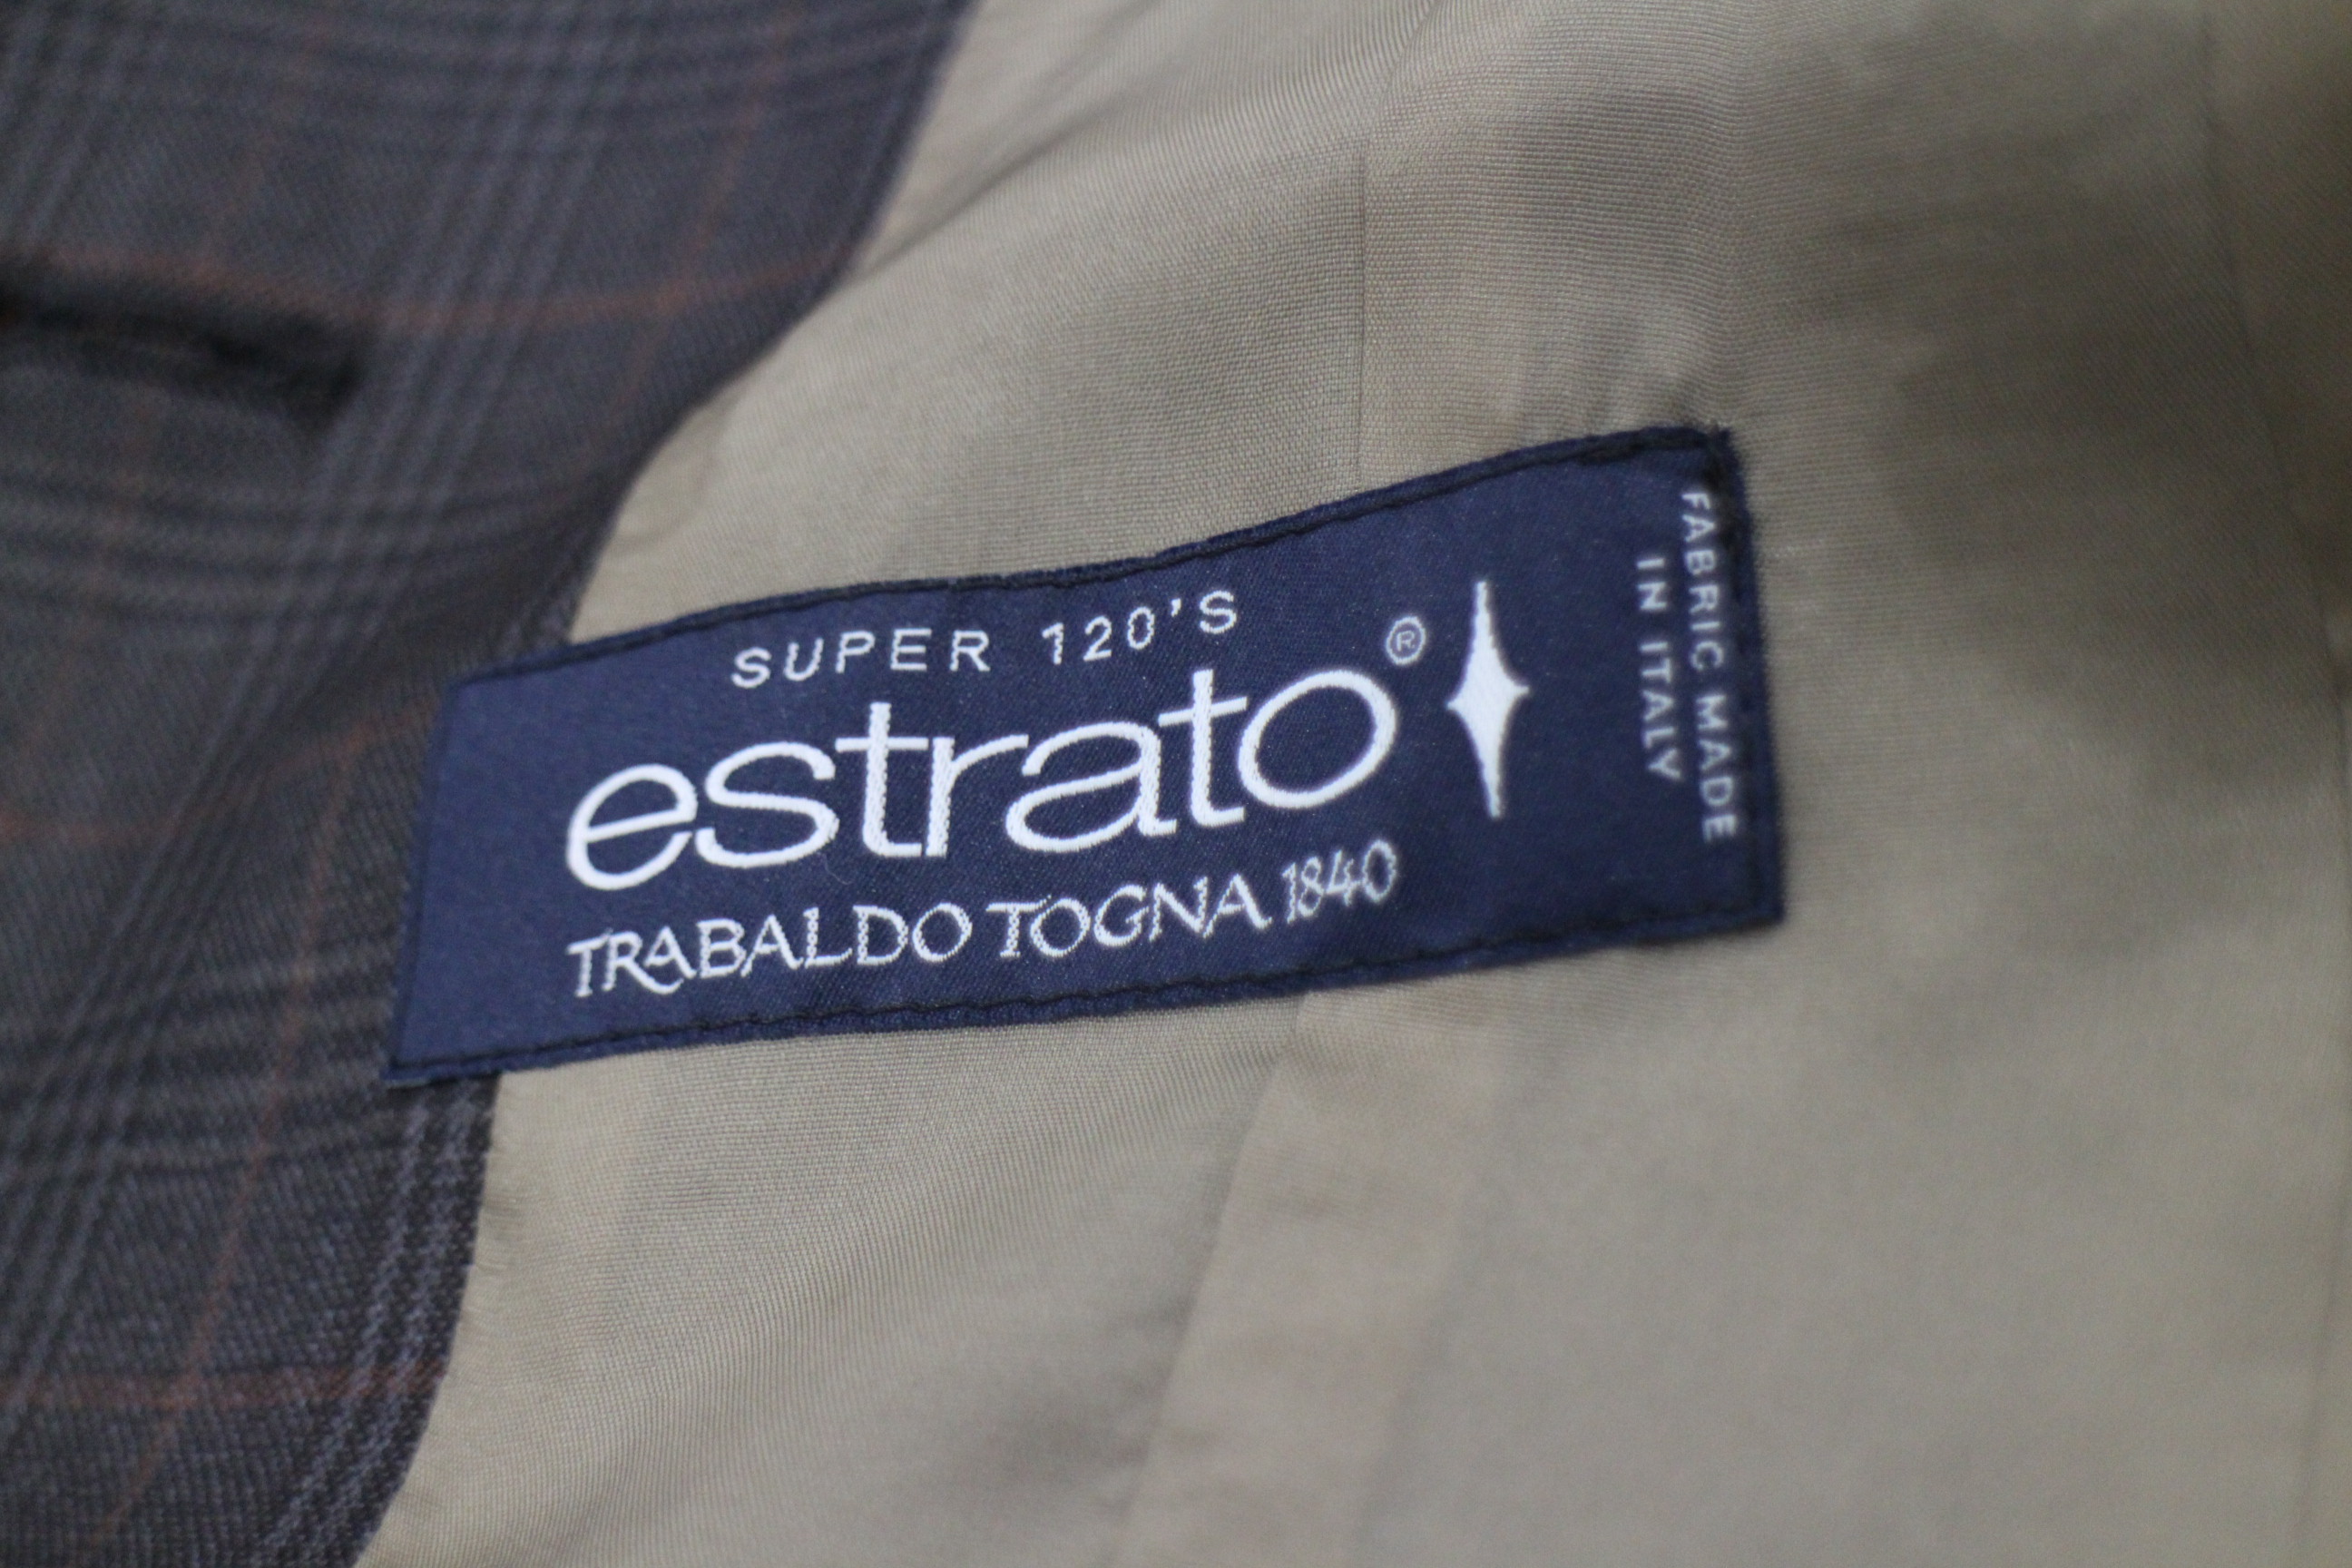 SUPER 120'S
estrato®
TRABALDO TOGNA 1840
FABRIC MADE
IN ITALY